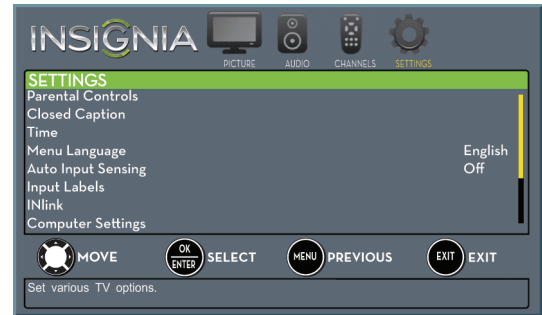 INSIGNIA
PICTURE AUDIO CHANNELS SETTINGS
SETTINGS
Parental Controls
Closed Caption
Time
Menu Language English
Auto Input Sensing Off
Input Labels
INlink
Computer Settings
MOVE OK ENTER SELECT MENU PREVIOUS EXIT EXIT
Set various TV options.